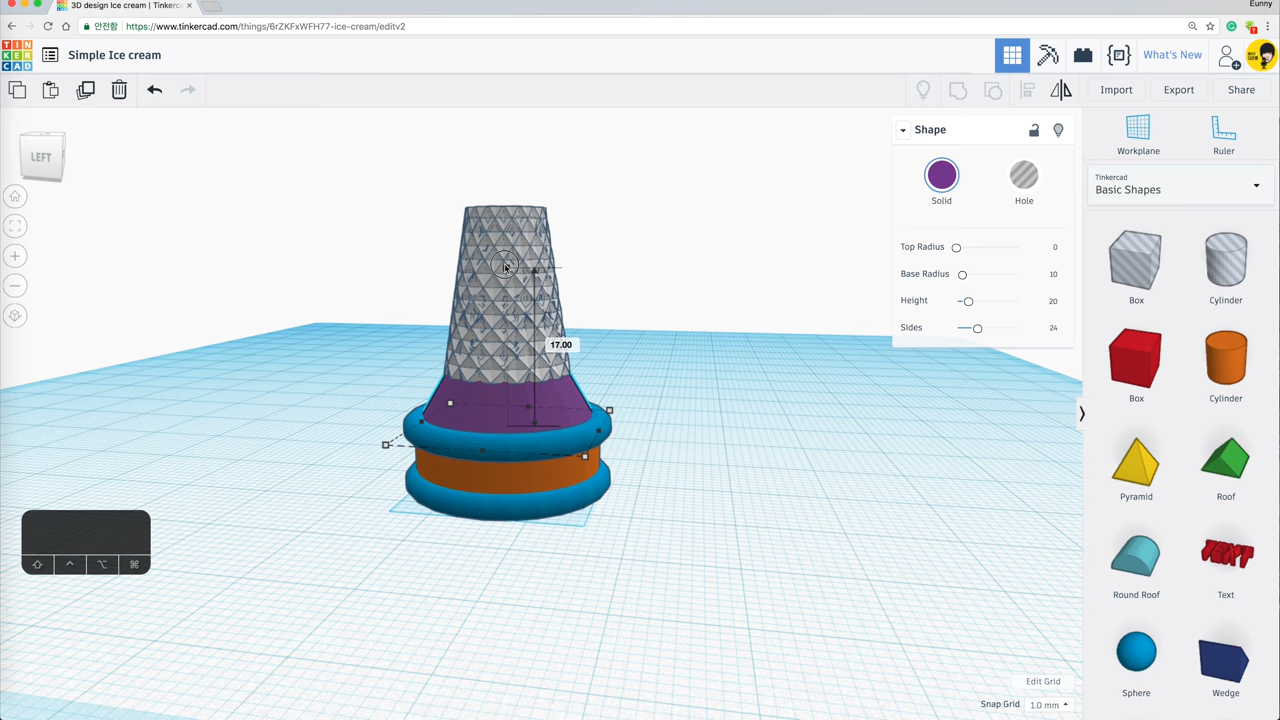 3D design Ice cream | Tinkerc
Eunny
안전함
https://www.tinkercad.com/things/6rZKFxWFH77-ice-cream/editv2
TIN
KER
CAD
Simple Ice cream
What's New
Import
Export
Share
LEFT
Shape
Solid
Hole
Top Radius
0
Base Radius
10
Height
20
Sides
24
17.00
Workplane
Ruler
Tinkercad
Basic Shapes
Box
Cylinder
Box
Cylinder
Pyramid
Roof
TEXT
Round Roof
Text
Sphere
Wedge
Edit Grid
Snap Grid
1.0 mm